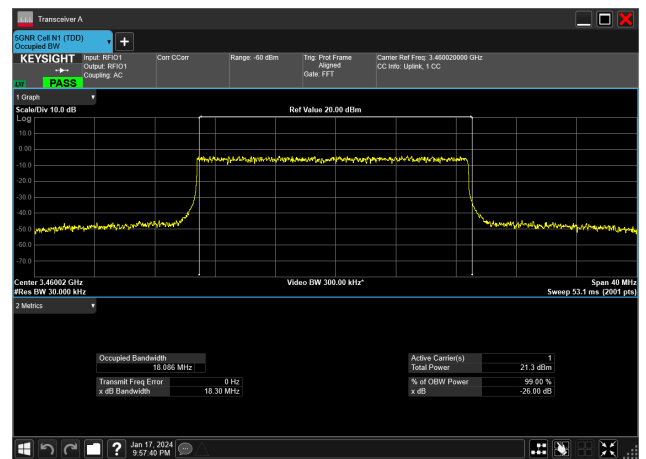 Transceiver A
5GNR Cell N1 (TDD)
Occupied BW
KEYSIGHT
Input: RFIO1
Output: RFIO1
Coupling: AC
Corr CCorr
Range: -60 dBm
Trig: Prot Frame
Aligned
Gate: FFT
Carrier Ref Freq: 3.460020000 GHz
CC Info: Uplink, 1 CC
PASS
1 Graph
Scale/Div 10.0 dB
Ref Value 20.00 dBm
Log
10.0
0.00
-10.0
-20.0
-30.0
-40.0
-50.0
-60.0
-70.0
Center 3.46002 GHz
Video BW 300.00 kHz*
Span 40 MHz
#Res BW 30.000 kHz
Sweep 53.1 ms (2001 pts)
2 Metrics
Occupied Bandwidth
18.086 MHz
Active Carrier(s) 1
Total Power 21.3 dBm
Transmit Freq Error 0 Hz
x dB Bandwidth 18.30 MHz
% of OBW Power 99.00 %
x dB -26.00 dB
Jan 17, 2024
9:57:40 PM